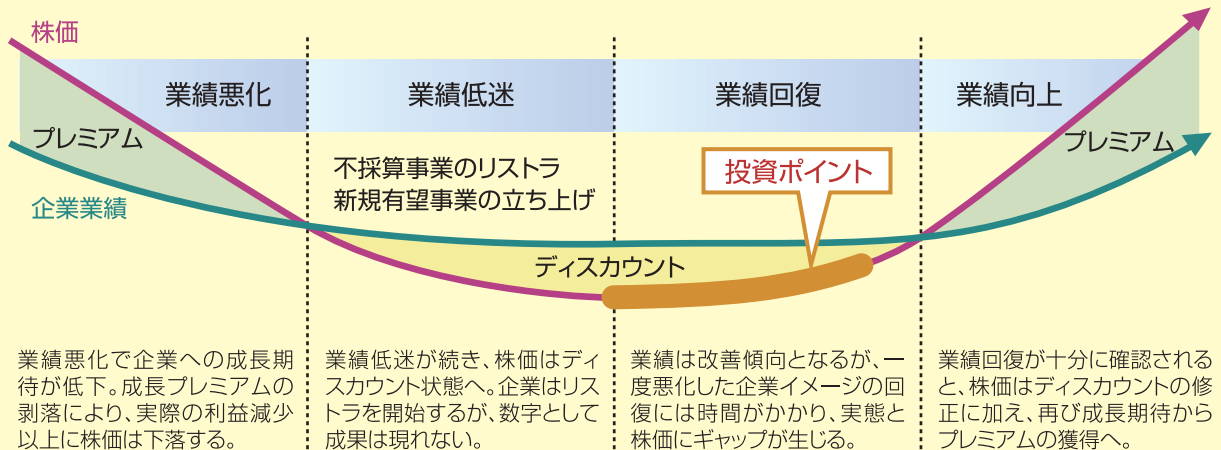 株価
業績悪化
業績低迷
業績回復
業績向上
プレミアム
企業業績
不採算事業のリストラ
新規有望事業の立ち上げ
投資ポイント
プレミアム
ディスカウント
業績悪化で企業への成長期
待が低下。成長プレミアムの
剥落により、実際の利益減少
以上に株価は下落する。
業績低迷が続き、株価はディ
スカウント状態へ。企業はリス
トラを開始するが、数字として
成果は現れない。
業績は改善傾向となるが、一
度悪化した企業イメージの回
復には時間がかかり、実態と
株価にギャップが生じる。
業績回復が十分に確認される
と、株価はディスカウントの修
正に加え、再び成長期待から
プレミアムの獲得へ。